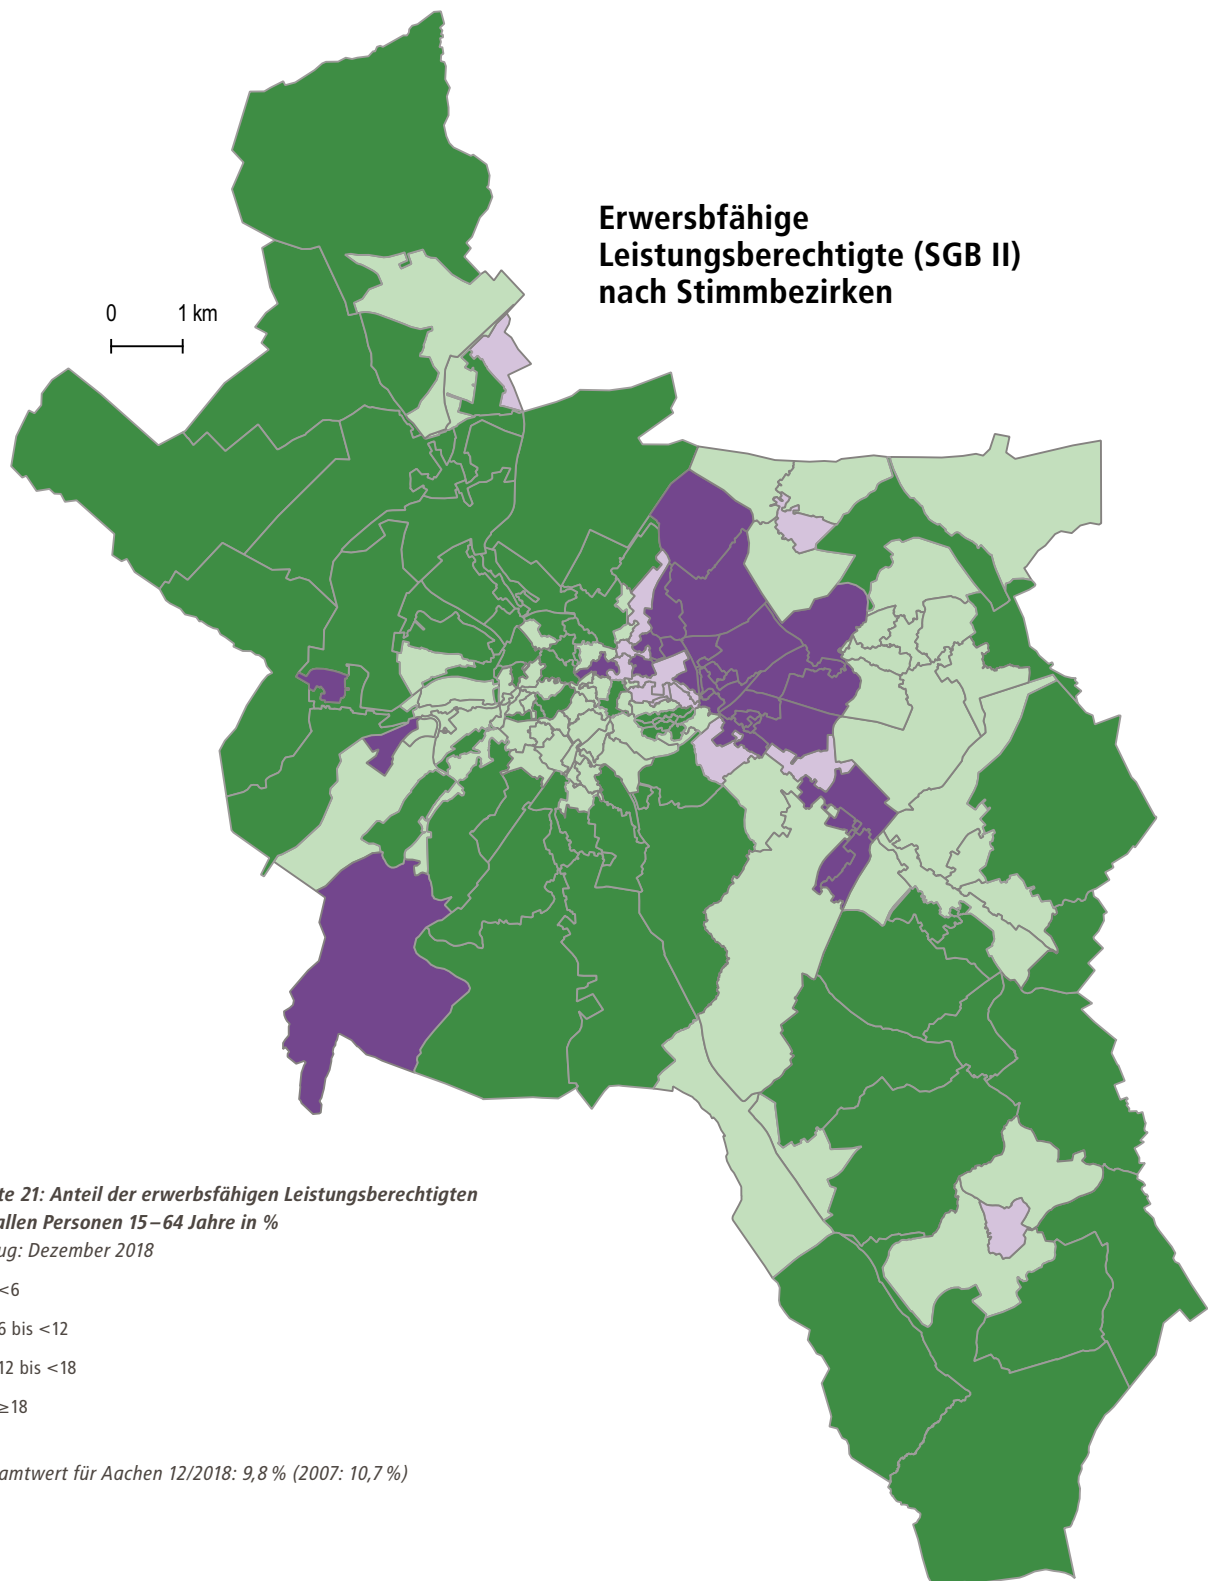 Erwersbfähige
Leistungsberechtigte (SGB II)
nach Stimmbezirken
0 1 km
te 21: Anteil der erwerbsfähigen Leistungsberechtigten
allen Personen 15–64 Jahre in %
ug: Dezember 2018
<6
6 bis <12
12 bis <18
≥18
amtwert für Aachen 12/2018: 9,8 % (2007: 10,7 %)